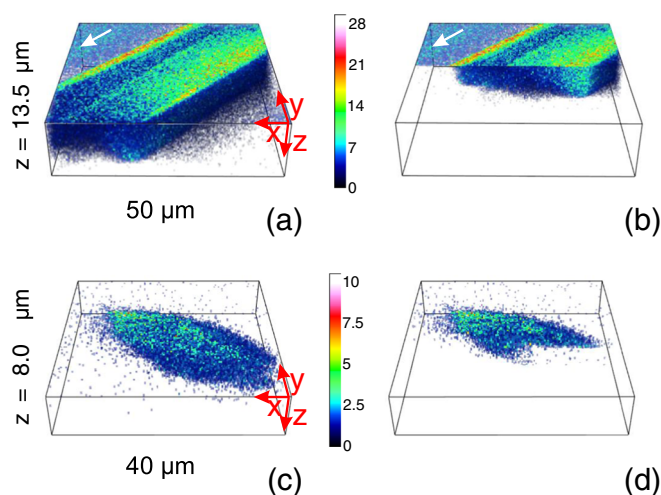 z = 13.5 µm
50 µm
x
y
z
28
21
14
7
0
(a)
(b)
z = 8.0 µm
40 µm
x
y
z
10
7.5
5
2.5
0
(c)
(d)